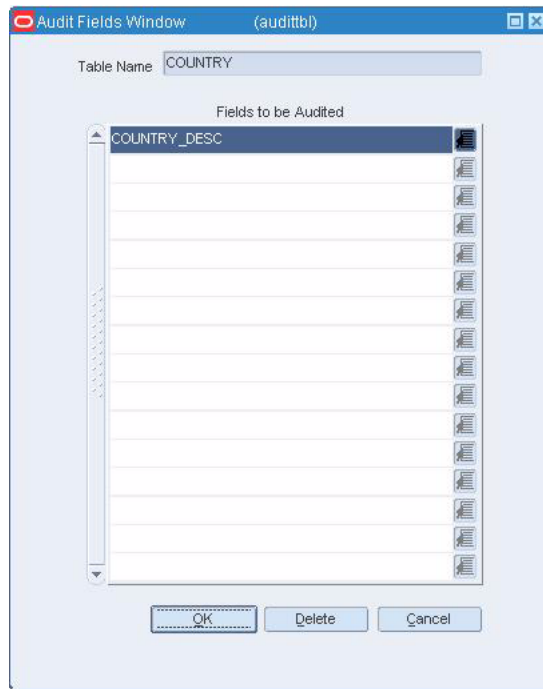 Audit Fields Window (audittbl)
Table Name COUNTRY
Fields to be Audited
COUNTRY_DESC
OK Delete Cancel